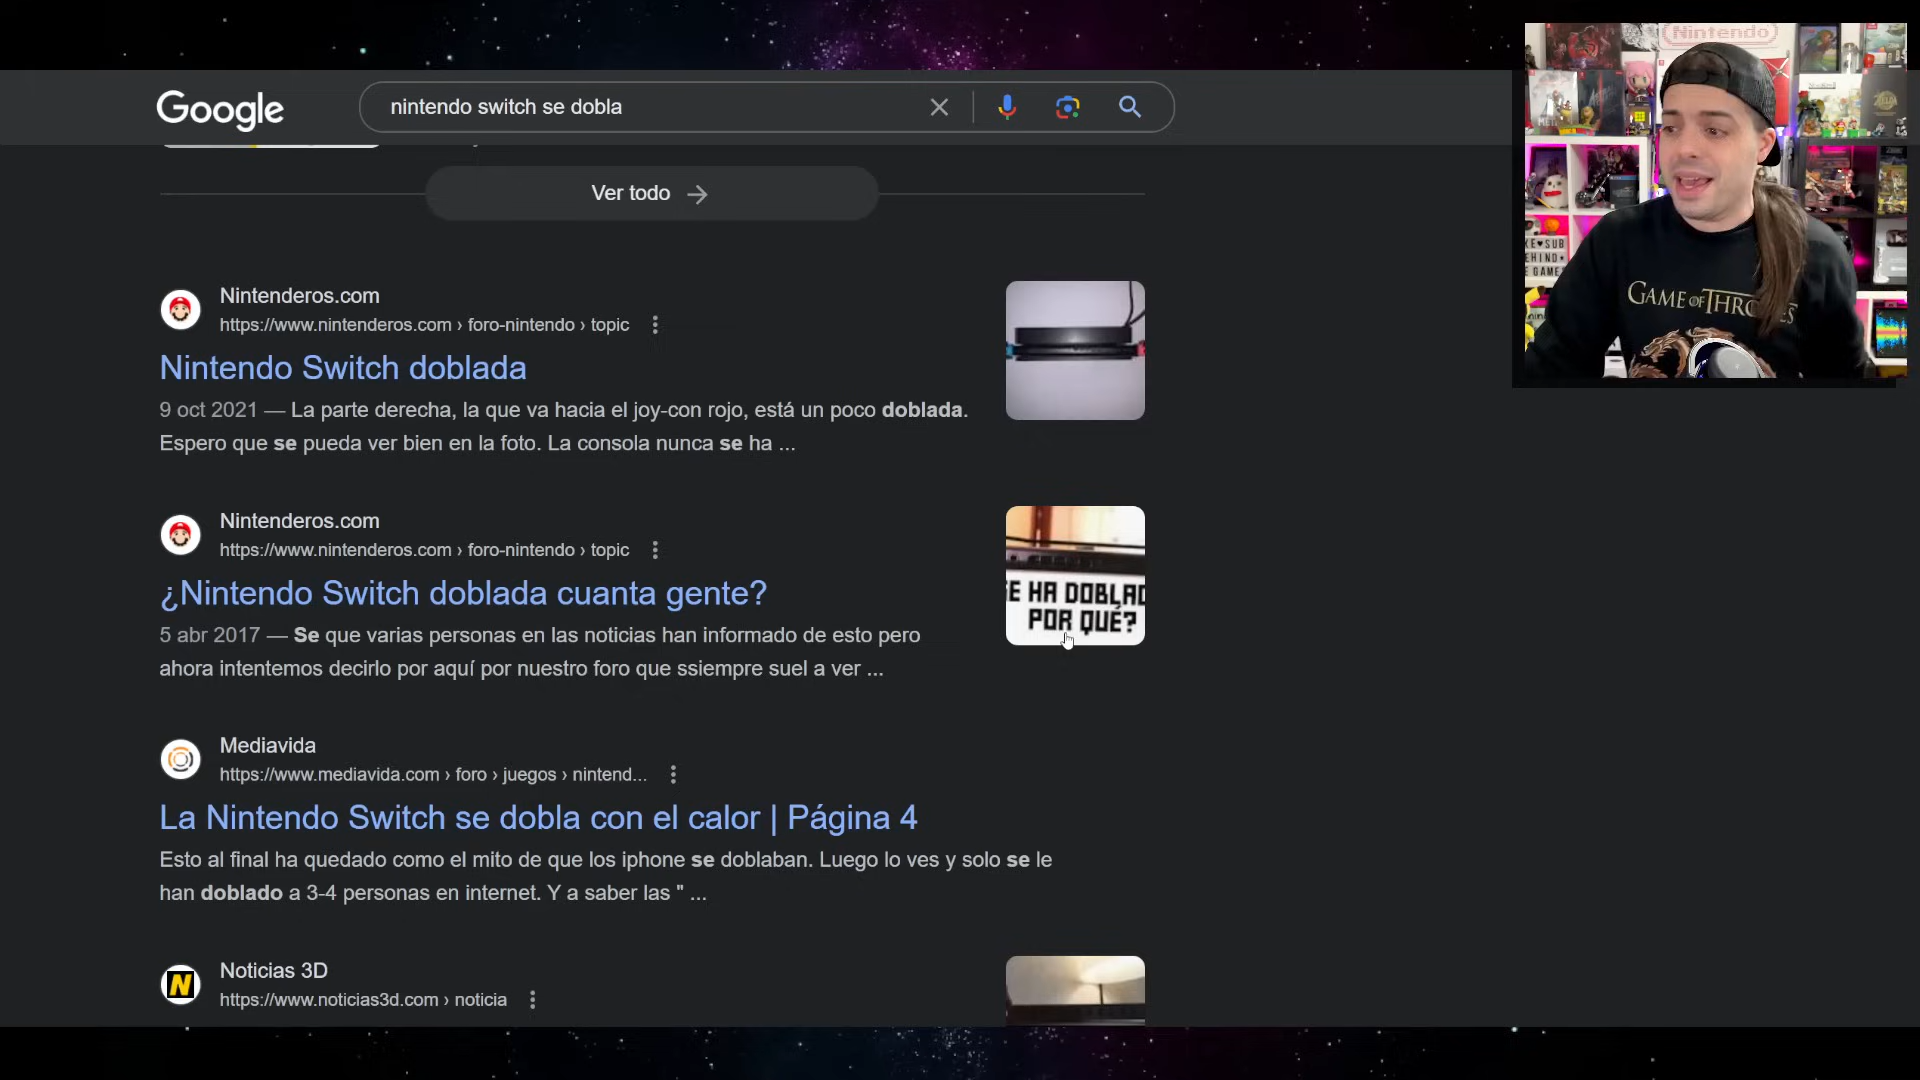 Google
nintendo switch se dobla
Ver todo
Nintenderos.com
https://www.nintenderos.com › foro-nintendo › topic
Nintendo Switch doblada
9 oct 2021 — La parte derecha, la que va hacia el joy-con rojo, está un poco doblada.
Espero que se pueda ver bien en la foto. La consola nunca se ha ...
Nintenderos.com
https://www.nintenderos.com › foro-nintendo › topic
¿Nintendo Switch doblada cuanta gente?
5 abr 2017 — Se que varias personas en las noticias han informado de esto pero
ahora intentemos decirlo por aquí por nuestro foro que ssiempre suel a ver ...
E HA DOBLAD
POR QUÉ?
Mediavida
https://www.mediavida.com › foro › juegos › nintend...
La Nintendo Switch se dobla con el calor | Página 4
Esto al final ha quedado como el mito de que los iphone se doblaban. Luego lo ves y solo se le
han doblado a 3-4 personas en internet. Y a saber las " ...
N
Noticias 3D
https://www.noticias3d.com › noticia
Nintendo
KE♥SUB
EHIND
E GAME
GAME OF THRONES